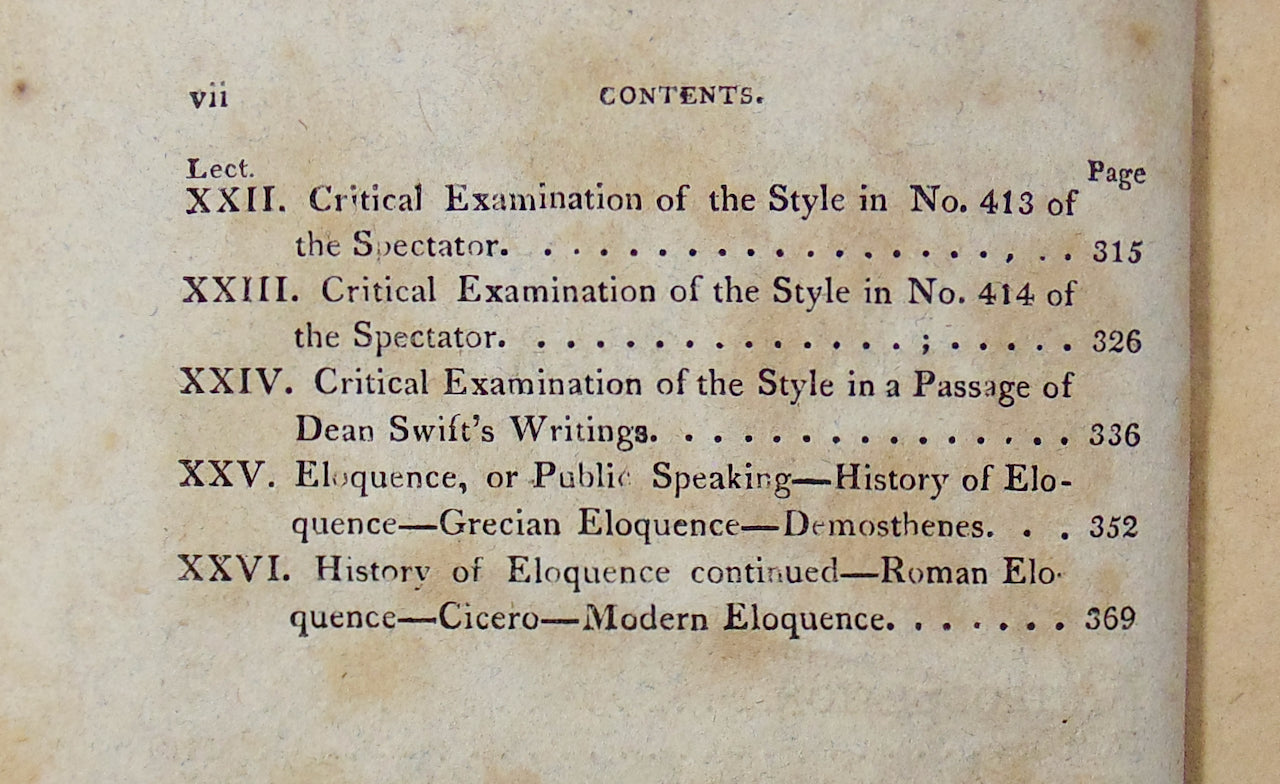 vii CONTENTS.
Lect. Page
XXII. Critical Examination of the Style in No. 413 of
the Spectator. . . . . . . . . . . . . . . . . , . . 315
XXIII. Critical Examination of the Style in No. 414 of
the Spectator. . . . . . . . . . . . . . . ; . . . . . 326
XXIV. Critical Examination of the Style in a Passage of
Dean Swift's Writings. . . . . . . . . . . . . . . 336
XXV. Eloquence, or Public Speaking—History of Elo-
quence—Grecian Eloquence—Demosthenes. . . 352
XXVI. History of Eloquence continued—Roman Elo-
quence—Cicero—Modern Eloquence. . . . . . . 369